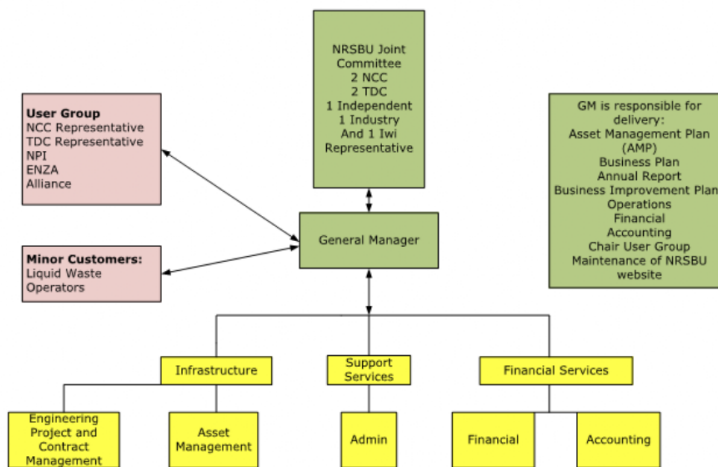 NRSBU Joint
Committee
2 NCC
2 TDC
1 Independent
1 Industry
And 1 Iwi
Representative
User Group
NCC Representative
TDC Representative
NPI
ENZA
Alliance
GM is responsible for
delivery:
Asset Management Plan
(AMP)
Business Plan
Annual Report
Business Improvement Plan
Operations
Financial
Accounting
Chair User Group
Maintenance of NRSBU
website
General Manager
Minor Customers:
Liquid Waste
Operators
Infrastructure
Support
Services
Financial Services
Engineering
Project and
Contract
Management
Asset
Management
Admin
Financial
Accounting